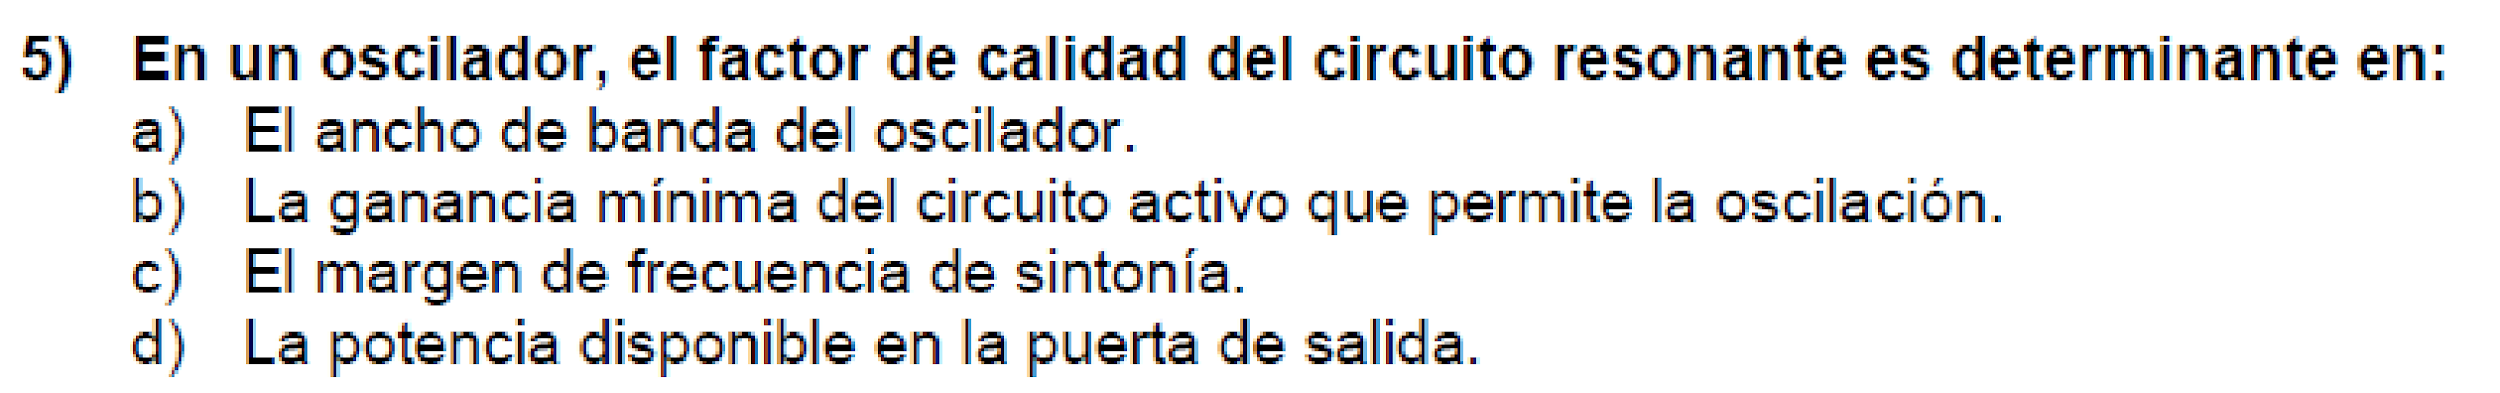 5) En un oscilador, el factor de calidad del circuito resonante es determinante en:
a) El ancho de banda del oscilador.
b) La ganancia mínima del circuito activo que permite la oscilación.
c) El margen de frecuencia de sintonía.
d) La potencia disponible en la puerta de salida.